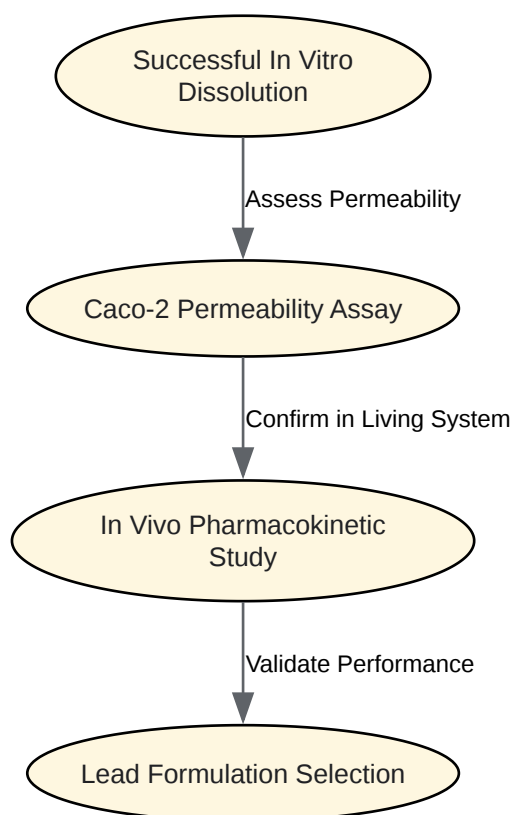 Successful In Vitro
Dissolution
Assess Permeability
Caco-2 Permeability Assay
Confirm in Living System
In Vivo Pharmacokinetic
Study
Validate Performance
Lead Formulation Selection